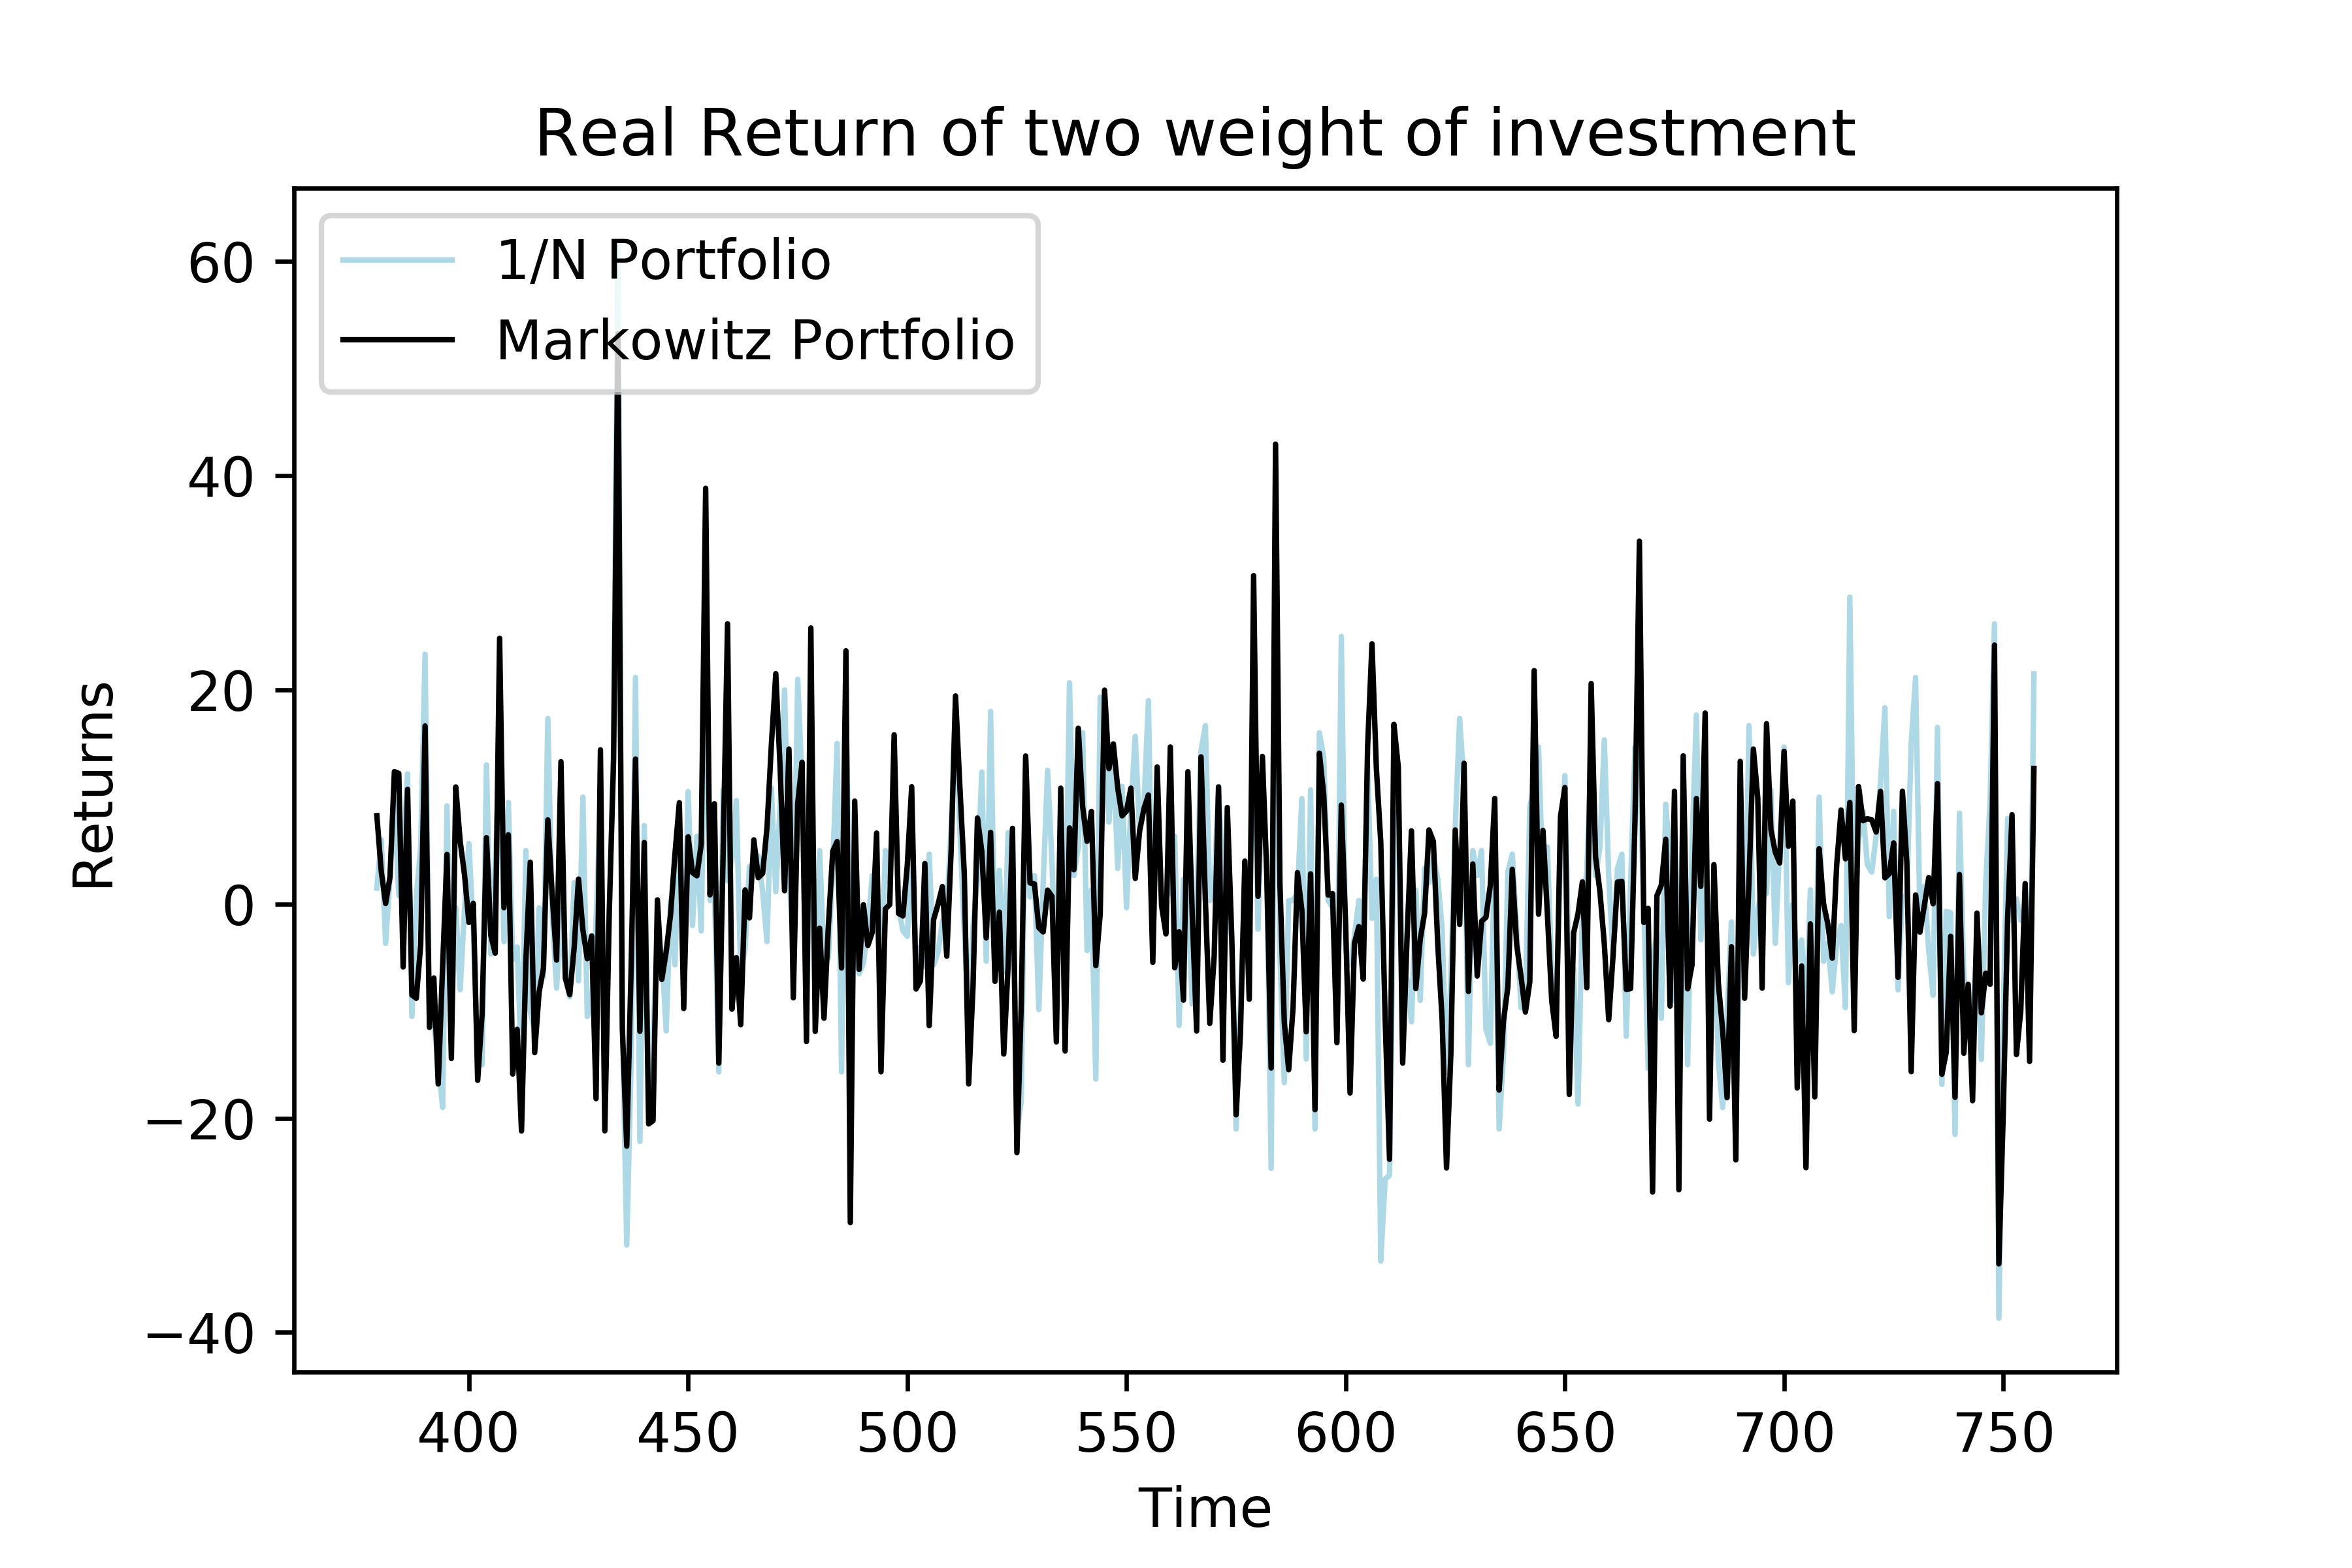 Real Return of two weight of investment
1/N Portfolio
Markowitz Portfolio
60
40
20
0
−20
−40
Returns
400 450 500 550 600 650 700 750
Time